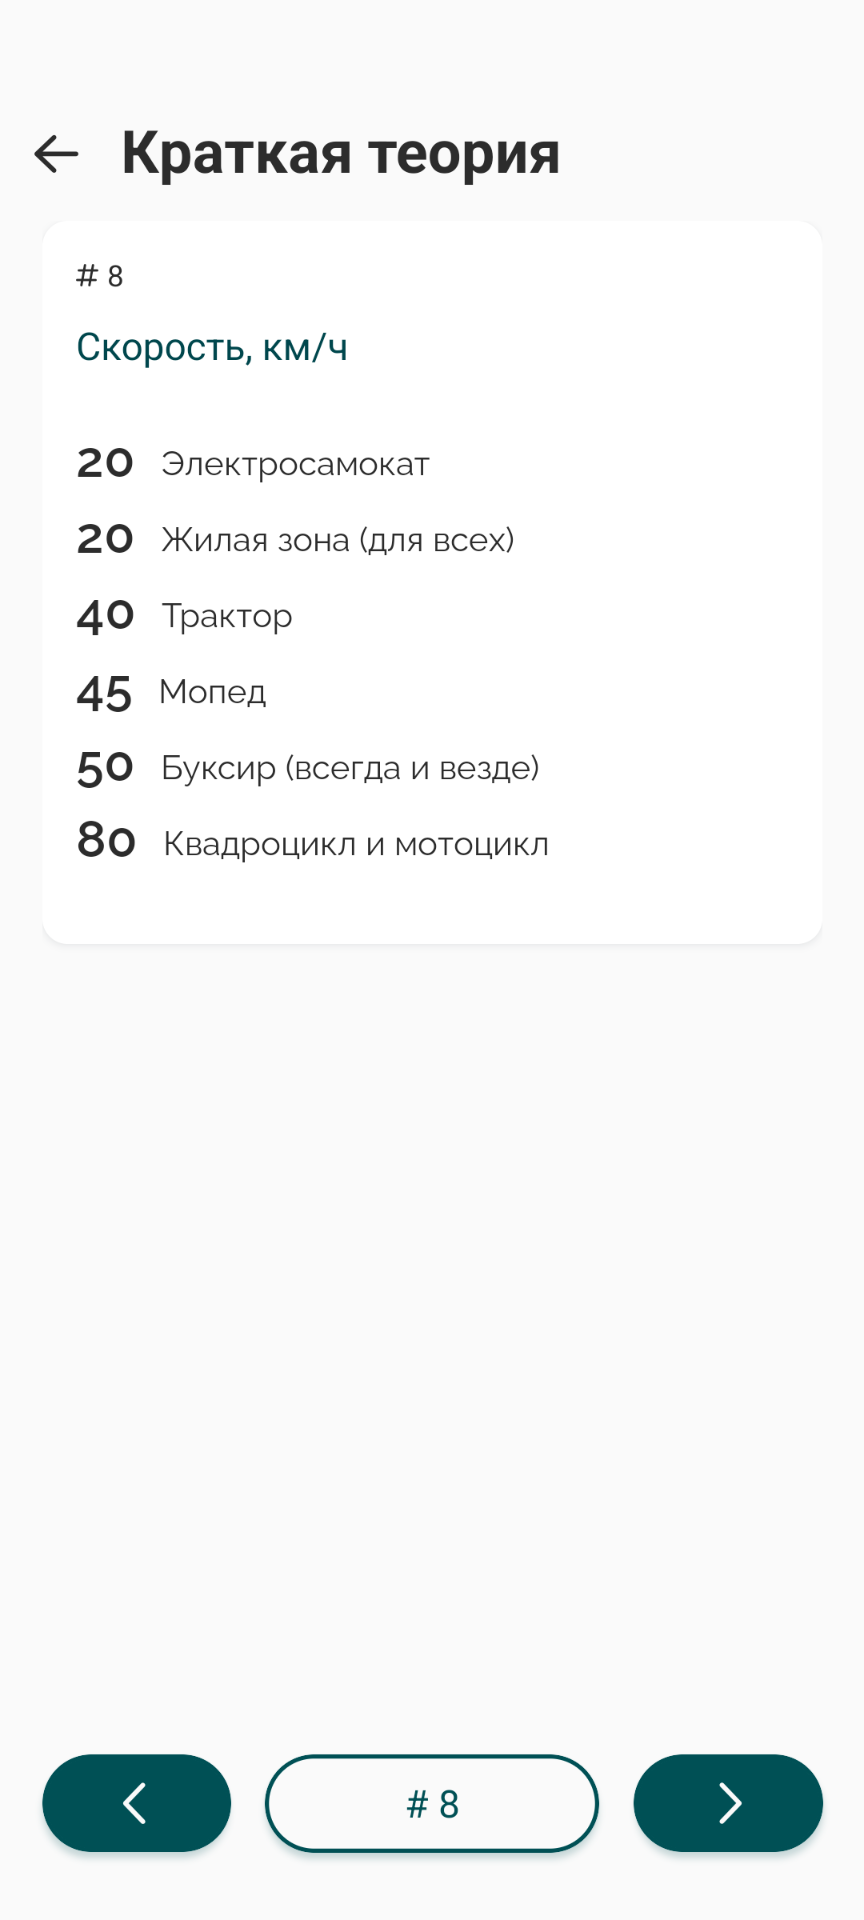 Краткая теория
# 8
Скорость, км/ч
20 Электросамокат
20 Жилая зона (для всех)
40 Трактор
45 Мопед
50 Буксир (всегда и везде)
80 Квадроцикл и мотоцикл
# 8